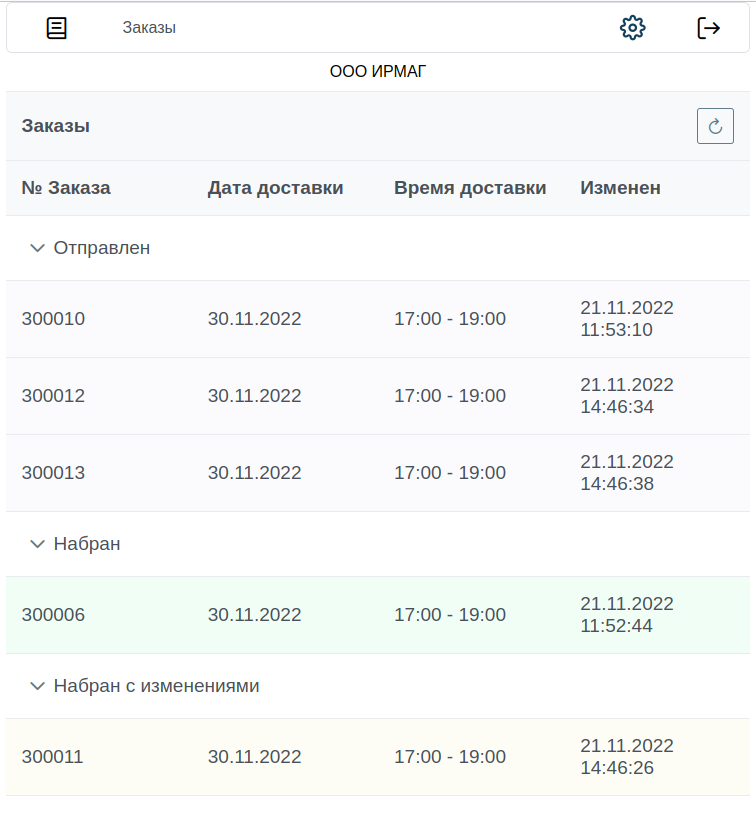 Заказы
ООО ИРМАГ
Заказы
№ Заказа Дата доставки Время доставки Изменен
Отправлен
300010 30.11.2022 17:00 - 19:00 21.11.2022
11:53:10
300012 30.11.2022 17:00 - 19:00 21.11.2022
14:46:34
300013 30.11.2022 17:00 - 19:00 21.11.2022
14:46:38
Набран
300006 30.11.2022 17:00 - 19:00 21.11.2022
11:52:44
Набран с изменениями
300011 30.11.2022 17:00 - 19:00 21.11.2022
14:46:26